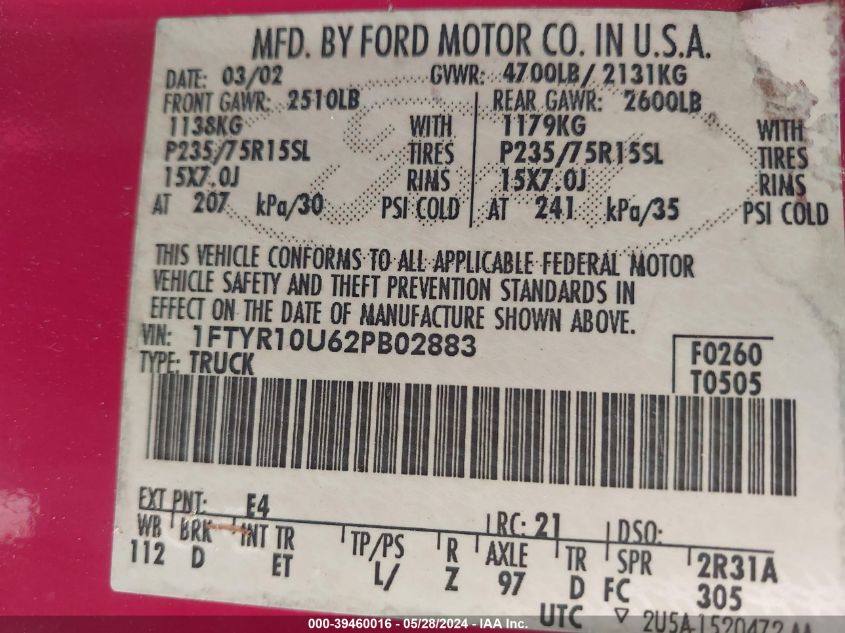 MFD. BY FORD MOTOR CO. IN U.S.A.
DATE: 03/02 GVWR: 4700LB/ 2131KG
FRONT GAWR: 2510LB REAR GAWR: 2600LB
1138KG WITH 1179KG WITH
P235/75R15SL TIRES P235/75R15SL TIRES
15X7.0J RIMS 15X7.0J RIMS
AT 207 kPa/30 PSI COLD AT 241 kPa/35 PSI COLD
THIS VEHICLE CONFORMS TO ALL APPLICABLE FEDERAL MOTOR
VEHICLE SAFETY AND THEFT PREVENTION STANDARDS IN
EFFECT ON THE DATE OF MANUFACTURE SHOWN ABOVE.
VIN: 1FTYR10U62PB02883 F0260
TYPE: TRUCK T0505
EXT PNT: E4 RC: 21 DSO:
WB BRK INT TR TP/PS R AXLE TR SPR 2R31A
112 D ET L/ Z 97 D FC 305
UTC ▽ 2U5A 1520472 AA
000-39460016 - 05/28/2024 - IAA Inc.